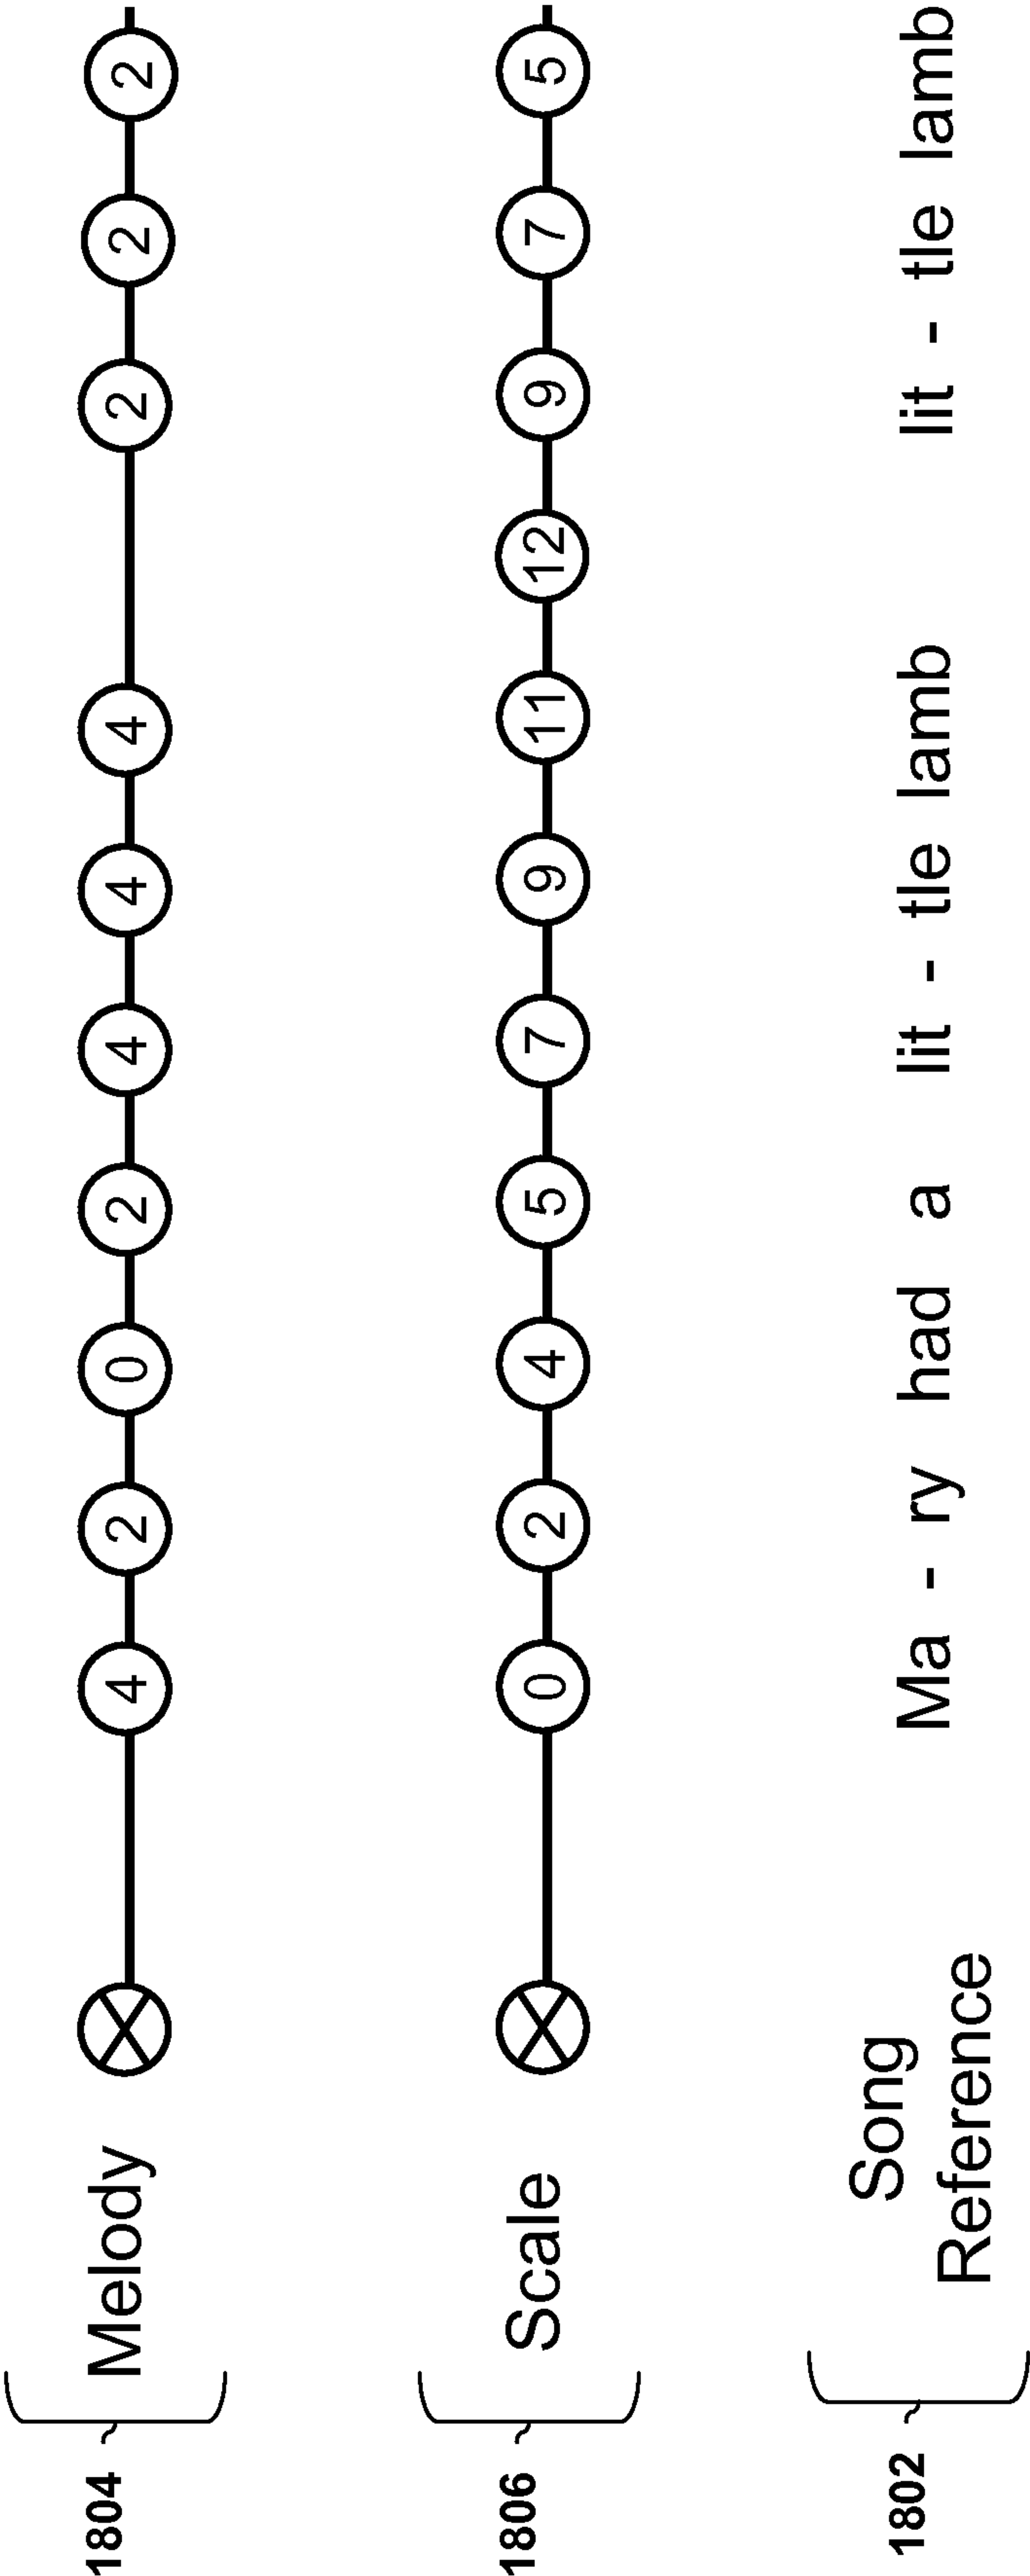 1804 Melody 4 2 0 2 4 4 4 2 2 2
1806 Scale 0 2 4 5 7 9 11 12 9 7 5
1802 Song
Reference
Ma - ry had a lit - tle lamb lit - tle lamb